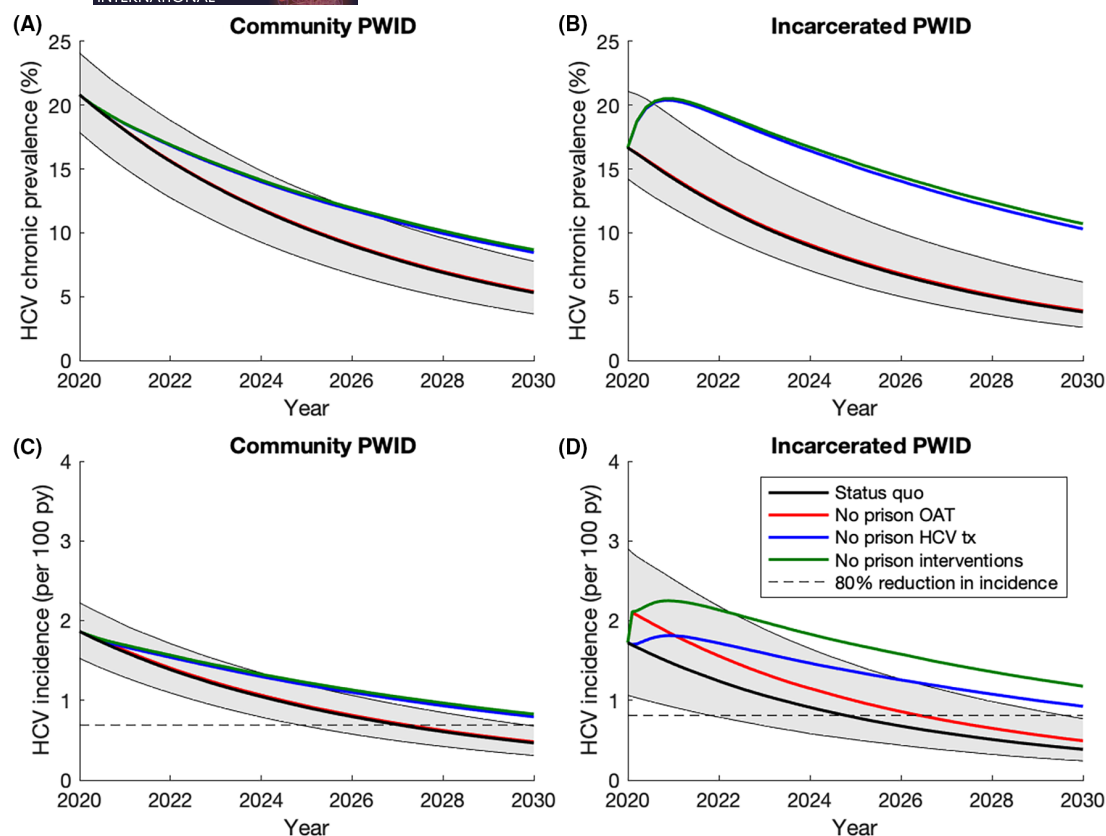 INTERNATIONAL
(A) Community PWID
HCV chronic prevalence (%)
25
20
15
10
5
0
2020 2022 2024 2026 2028 2030
Year
(B) Incarcerated PWID
HCV chronic prevalence (%)
25
20
15
10
5
0
2020 2022 2024 2026 2028 2030
Year
(C) Community PWID
HCV incidence (per 100 py)
4
3
2
1
0
2020 2022 2024 2026 2028 2030
Year
(D) Incarcerated PWID
HCV incidence (per 100 py)
4
3
2
1
0
2020 2022 2024 2026 2028 2030
Year
Status quo
No prison OAT
No prison HCV tx
No prison interventions
80% reduction in incidence